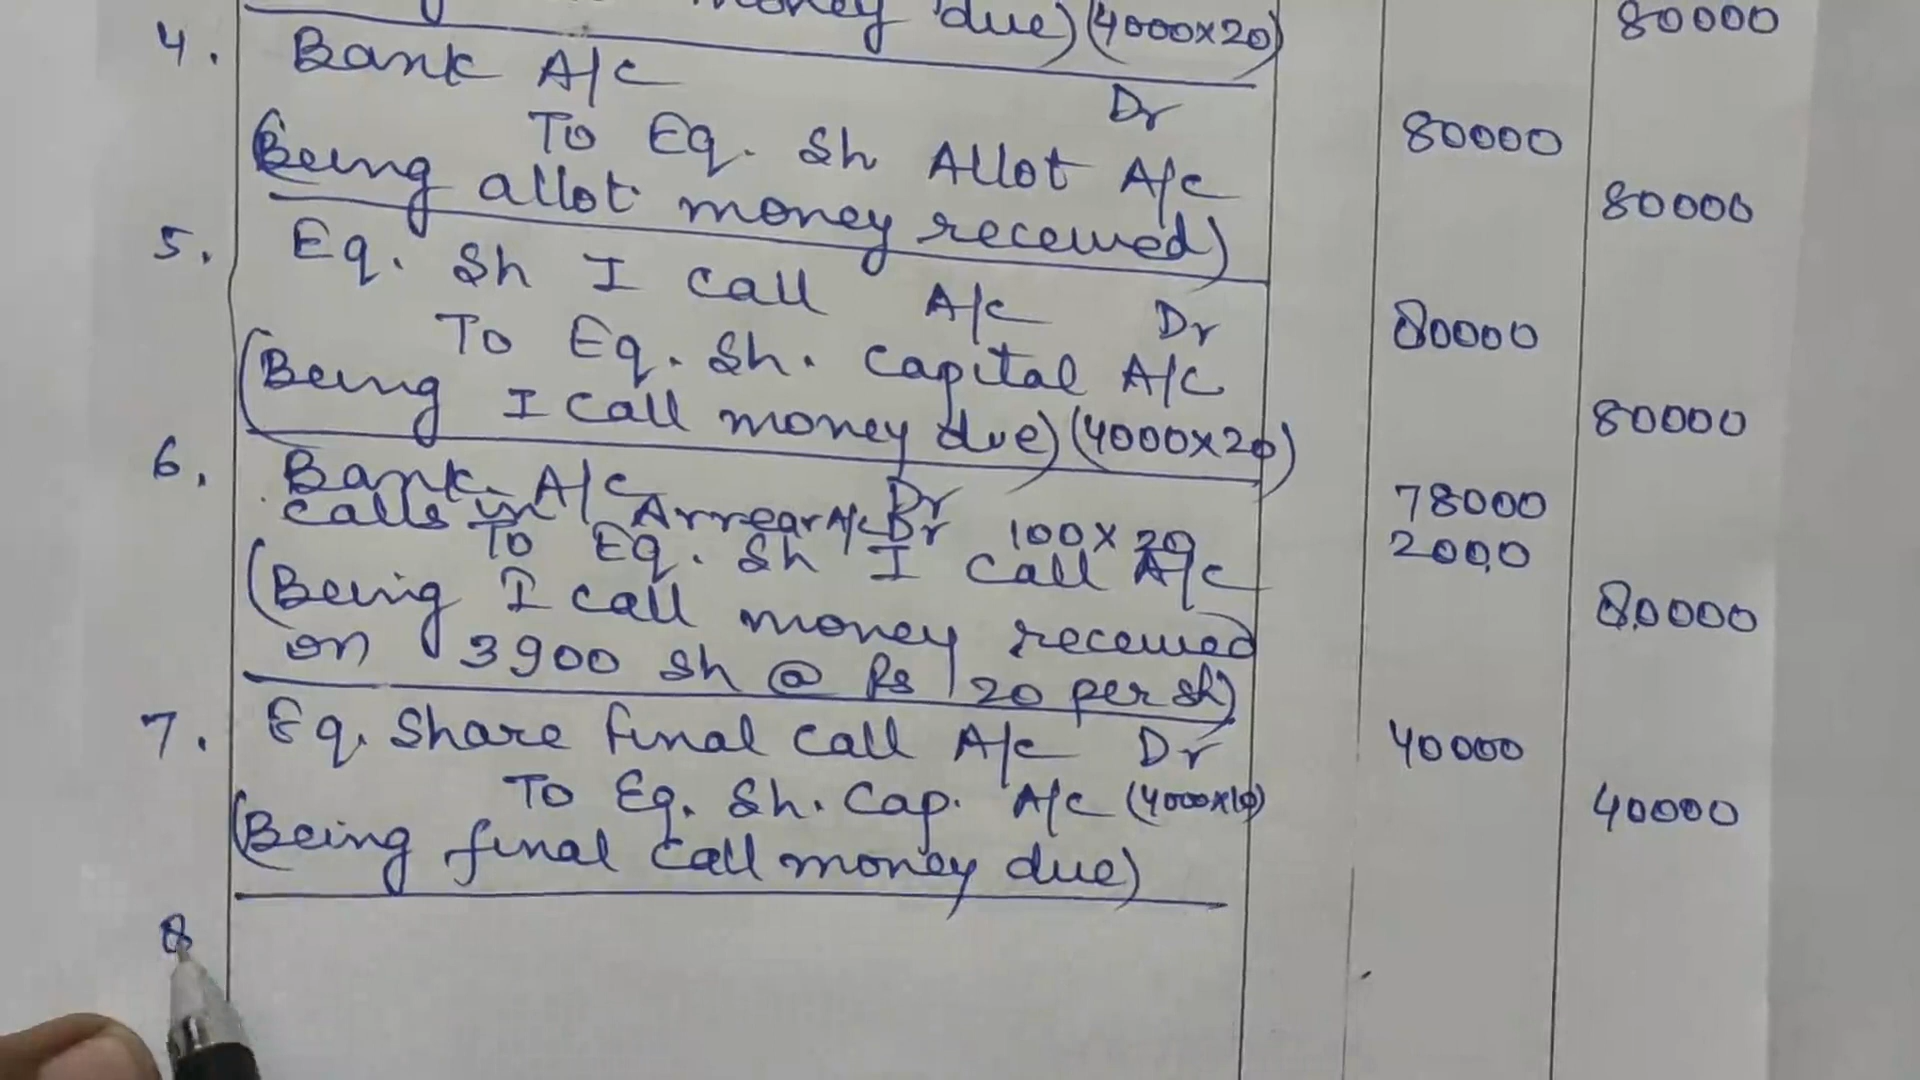 money due) (4000x20) 80000
4. Bank A/c Dr 80000
To Eq. Sh Allot A/c 80000
(Being allot. money received)
5. Eq. Sh I call A/c Dr 80000
To Eq. Sh. Capital A/c 80000
(Being I call money due) (4000x20)
6. Bank A/c Dr 78000
calls in Arrear A/c Dr 100x20 2000
To Eq. Sh I call A/c 80000
(Being I call money received
on 3900 sh @ Rs 20 per sh)
7. Eq. Share final call A/c Dr 40000
To Eq. Sh. Cap. A/c (4000x10) 40000
(Being final call money due)
8